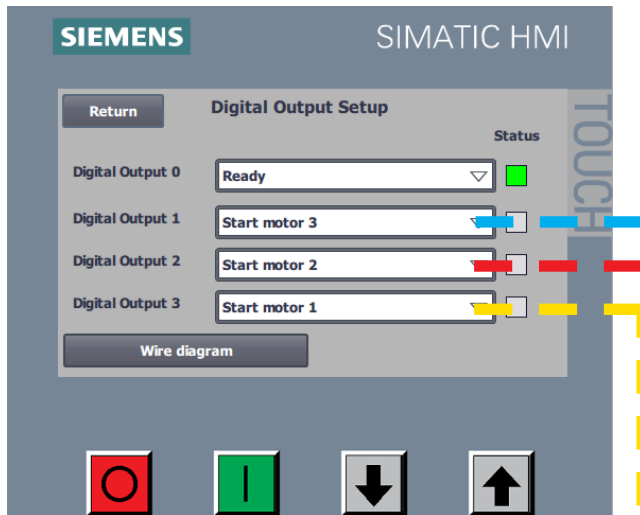 SIEMENS SIMATIC HMI
TOUCH
Return Digital Output Setup
Status
Digital Output 0 Ready
Digital Output 1 Start motor 3
Digital Output 2 Start motor 2
Digital Output 3 Start motor 1
Wire diagram